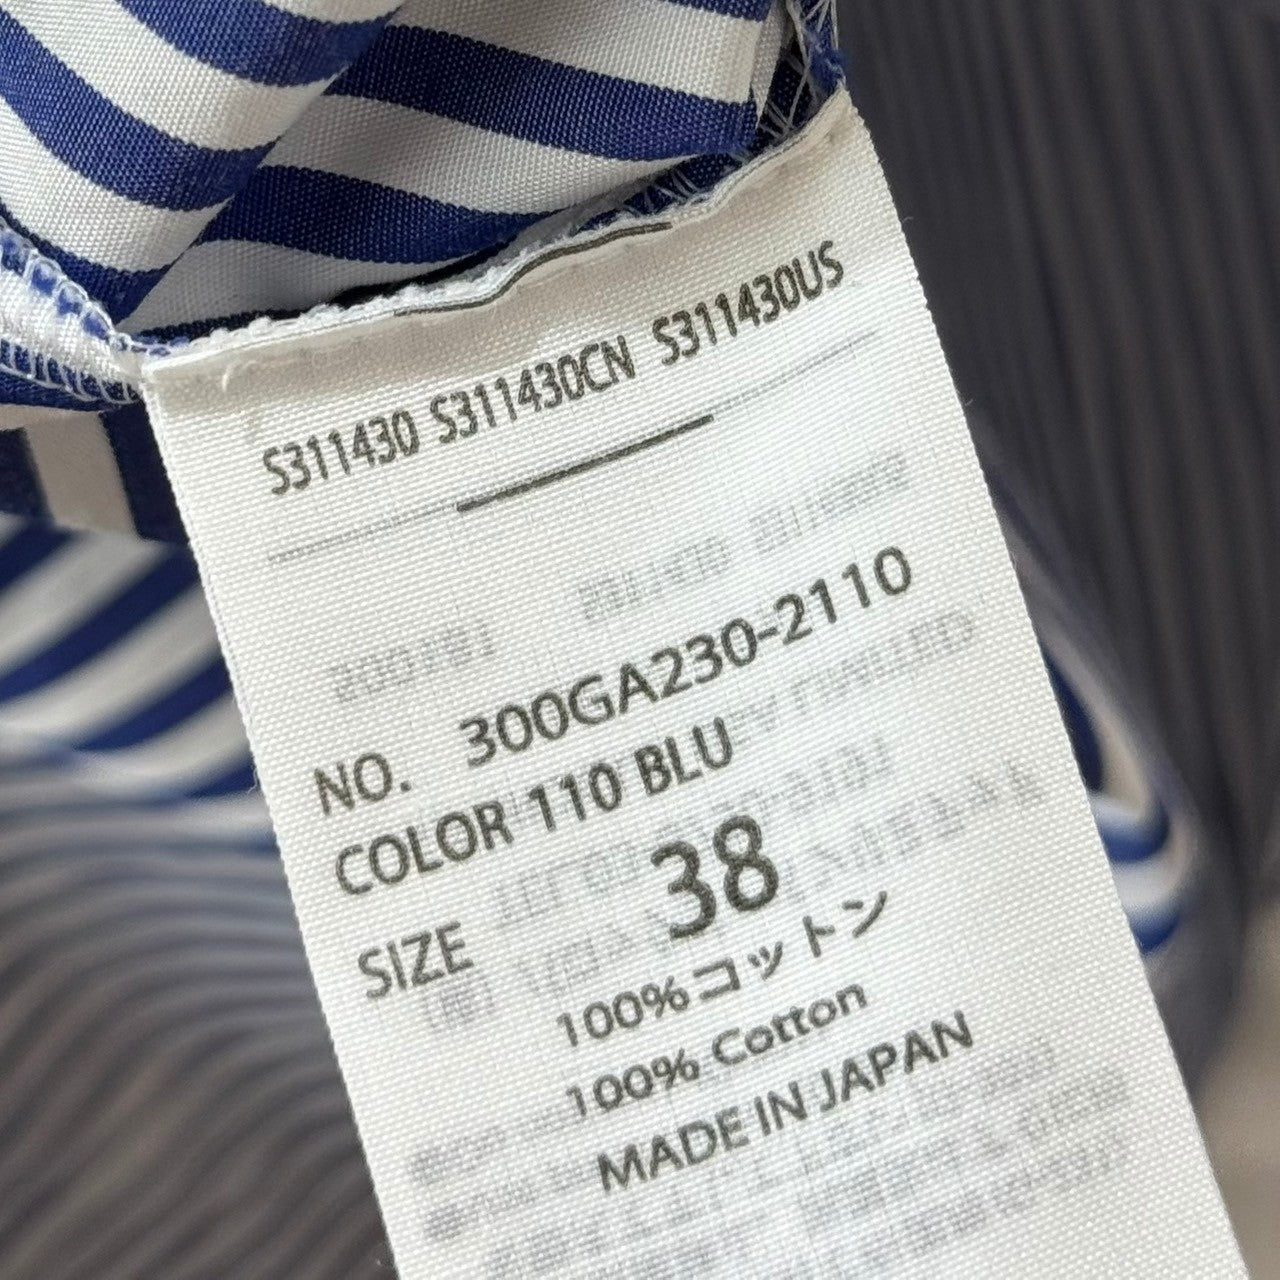 S311430 S311430CN S311430US
NO. 300GA230-2110
COLOR 110 BLU
SIZE 38
100%コットン
100% Cotton
MADE IN JAPAN